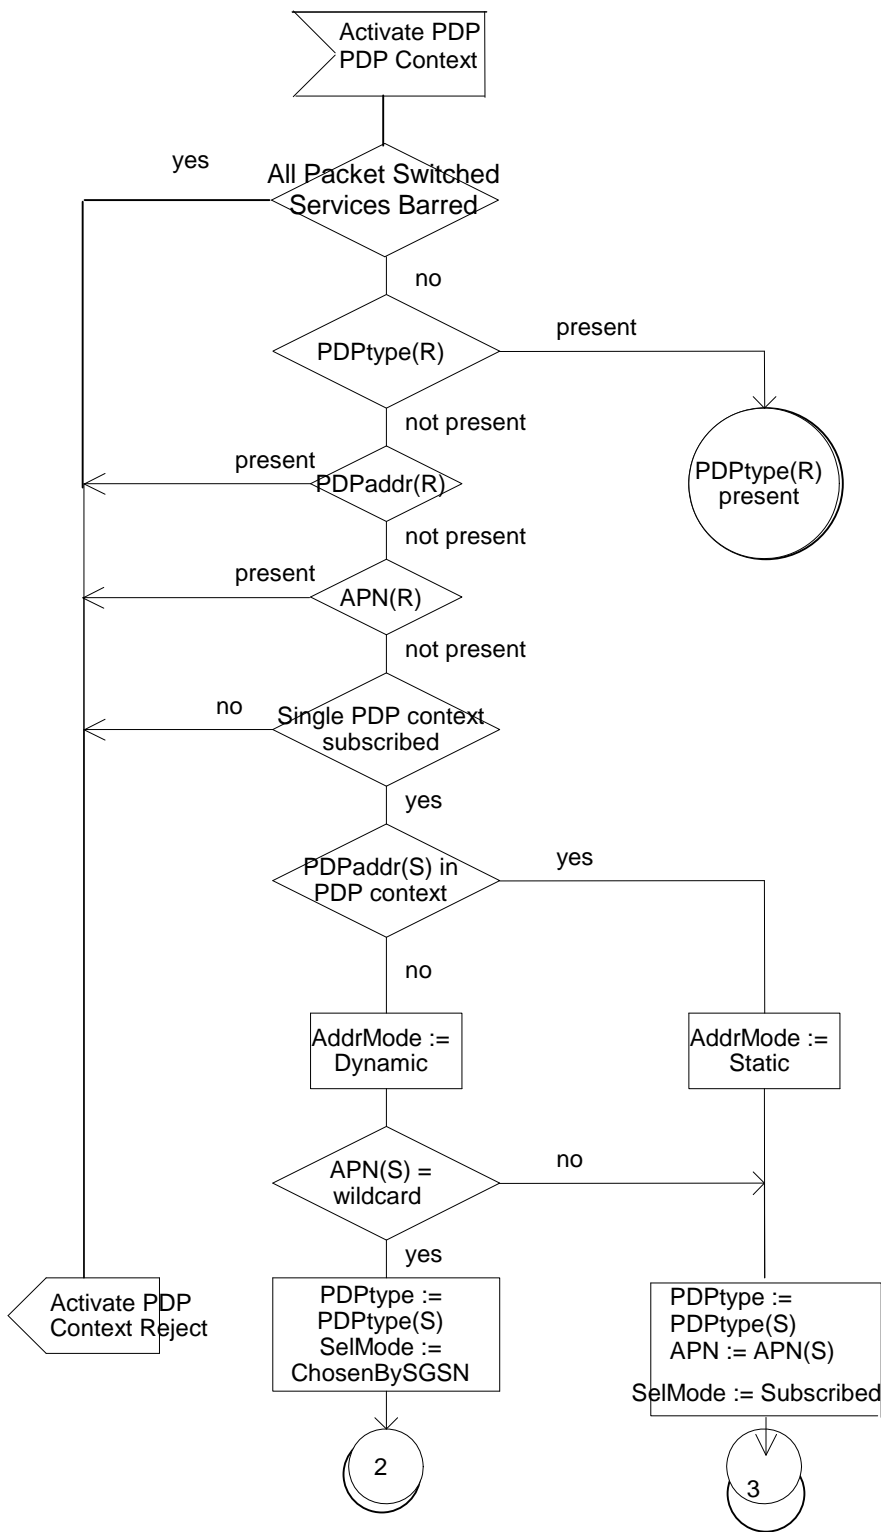 Activate PDP
PDP Context
yes
All Packet Switched
Services Barred
no
PDPtype(R)
present
not present
present
PDPaddr(R)
PDPtype(R)
present
not present
present
APN(R)
not present
no
Single PDP context
subscribed
yes
PDPaddr(S) in
PDP context
yes
no
AddrMode :=
Dynamic
AddrMode :=
Static
APN(S) =
wildcard
no
yes
Activate PDP
Context Reject
PDPtype :=
PDPtype(S)
SelMode :=
ChosenBySGSN
PDPtype :=
PDPtype(S)
APN := APN(S)
SelMode := Subscribed
2
3